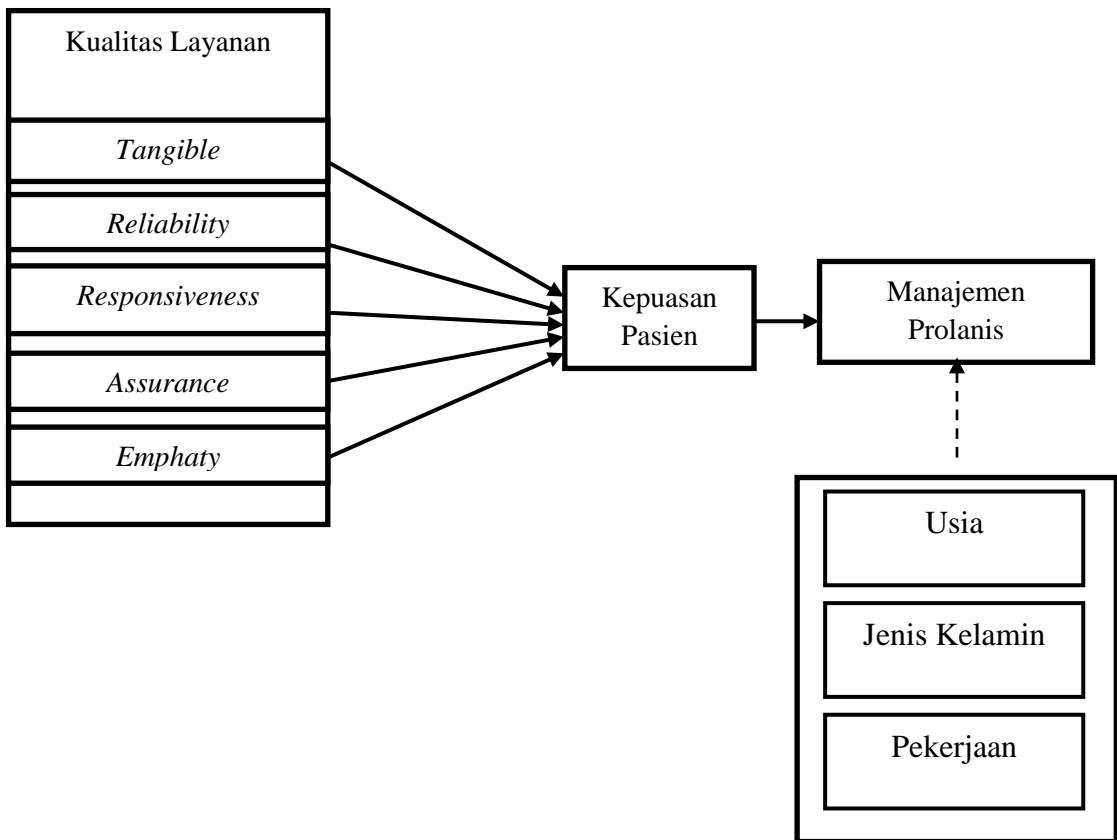 Kualitas Layanan
Tangible
Reliability
Responsiveness
Assurance
Emphaty
Kepuasan
Pasien
Manajemen
Prolanis
Usia
Jenis Kelamin
Pekerjaan